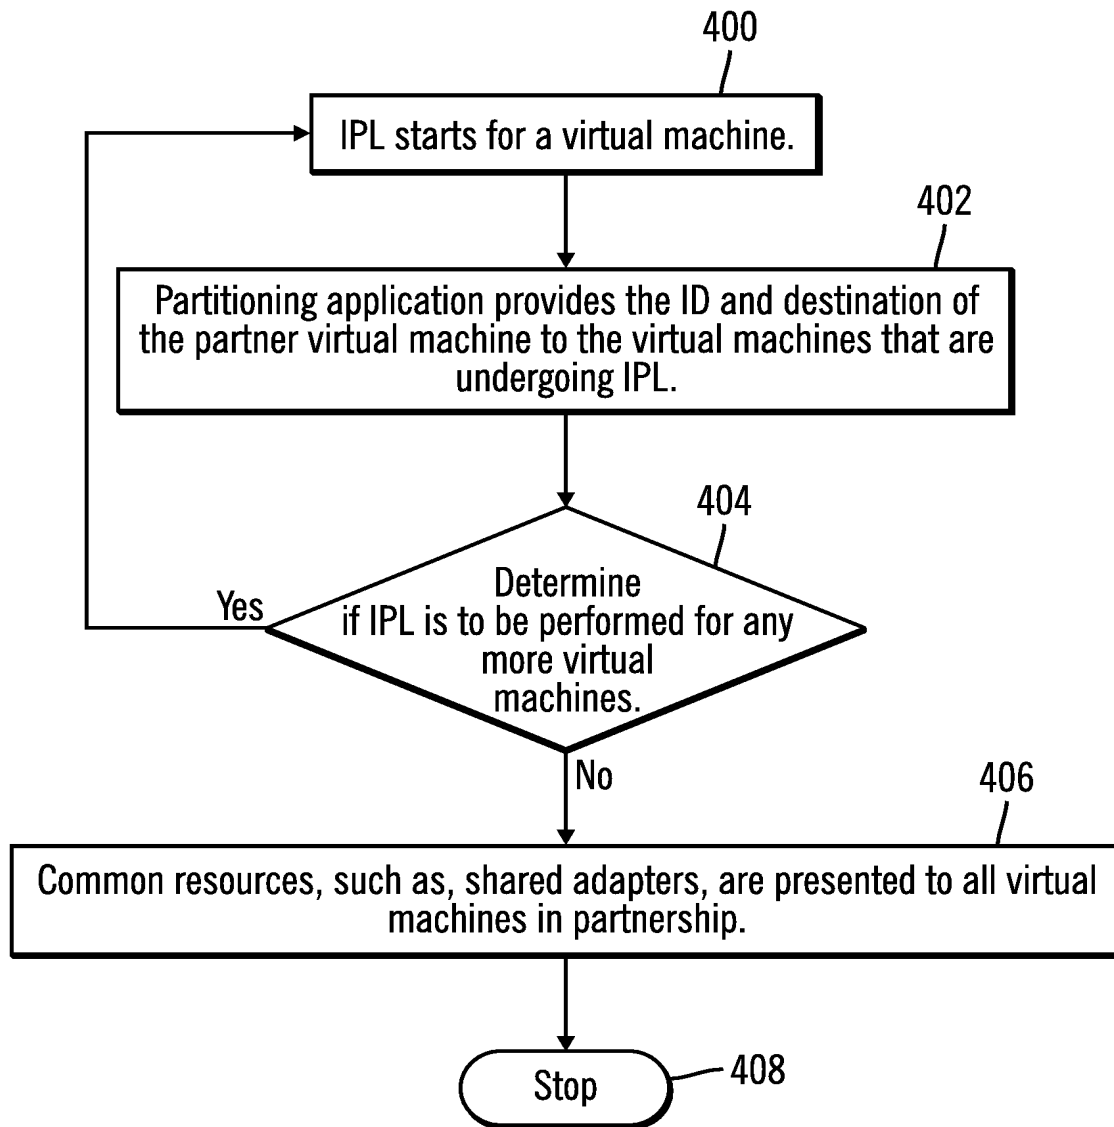 400
IPL starts for a virtual machine.
402
Partitioning application provides the ID and destination of
the partner virtual machine to the virtual machines that are
undergoing IPL.
404
Determine
if IPL is to be performed for any
more virtual
machines.
Yes
No
406
Common resources, such as, shared adapters, are presented to all virtual
machines in partnership.
Stop
408